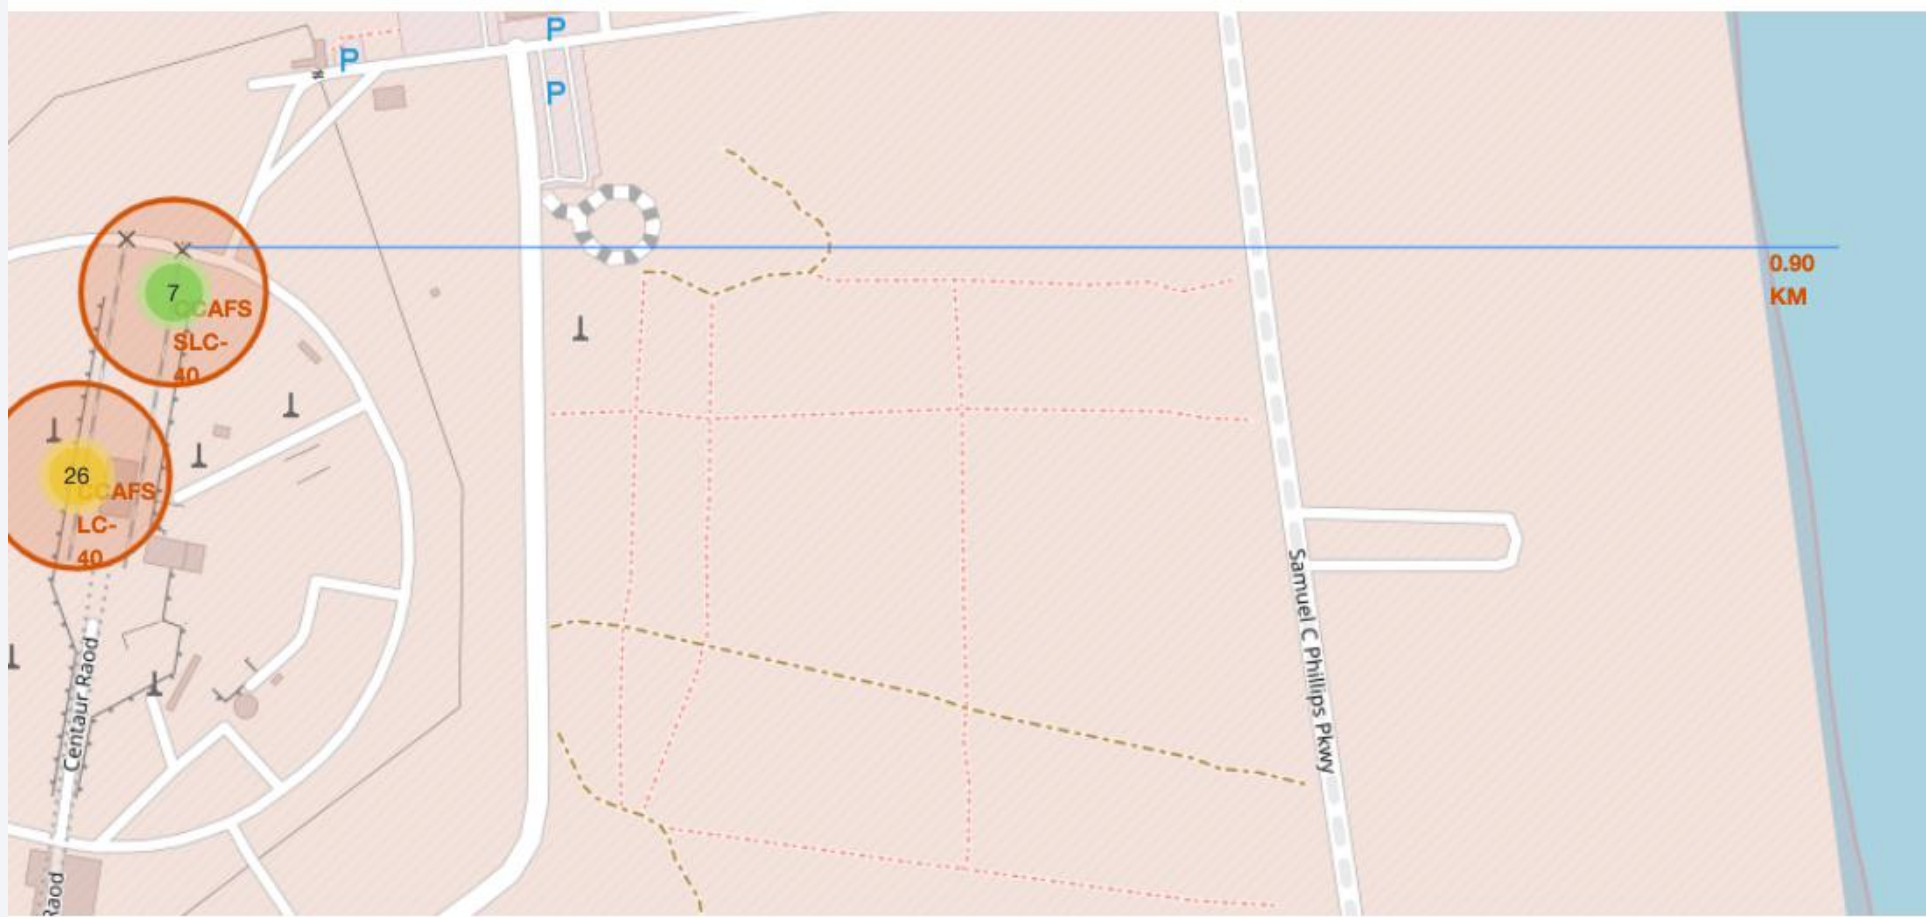 P
P
P
0.90
KM
7
CCAFS
SLC-
40
26
CCAFS
LC-
40
Samuel C Phillips Pkwy
Centaur Raod
Raod